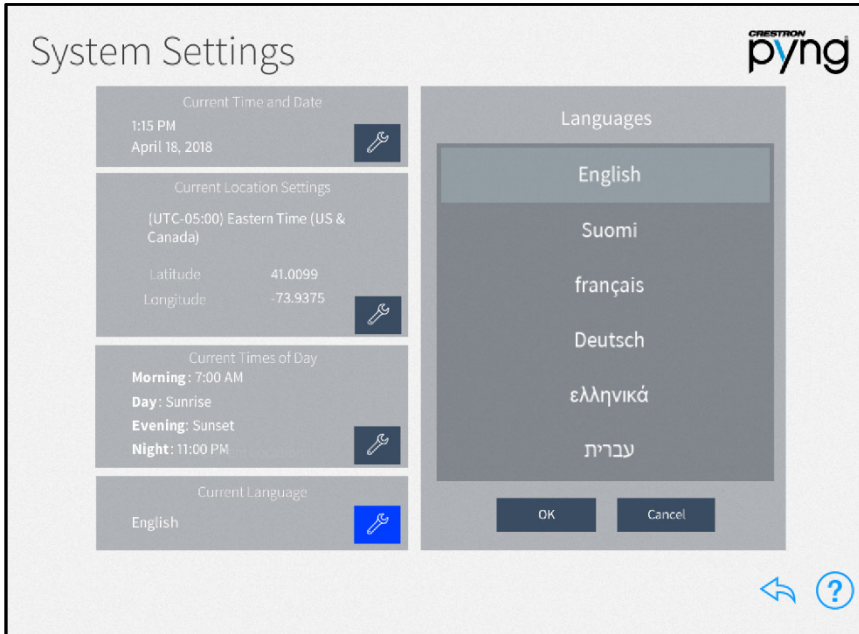 System Settings
CRESTRON
pyng
Current Time and Date
1:15 PM
April 18, 2018
Current Location Settings
(UTC-05:00) Eastern Time (US &
Canada)
Latitude 41.0099
Longitude -73.9375
Current Times of Day
Morning: 7:00 AM
Day: Sunrise
Evening: Sunset
Night: 11:00 PM
Current Language
English
Languages
English
Suomi
français
Deutsch
ελληνικά
עברית
OK Cancel
?